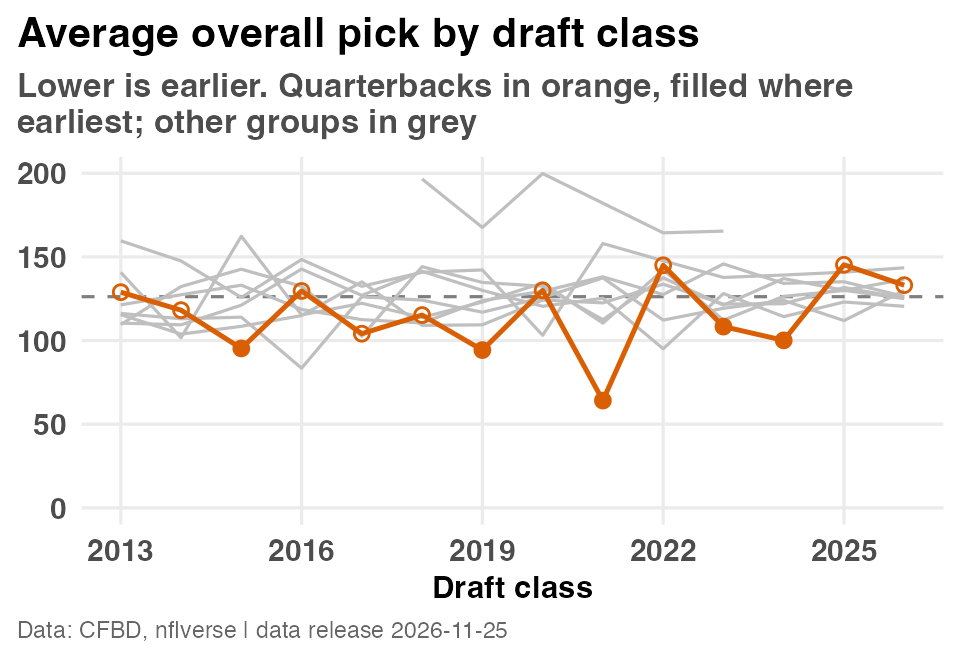 Average overall pick by draft class
Lower is earlier. Quarterbacks in orange, filled where
earliest; other groups in grey
200
150
100
50
0
2013 2016 2019 2022 2025
Draft class
Data: CFBD, nflverse | data release 2026-11-25